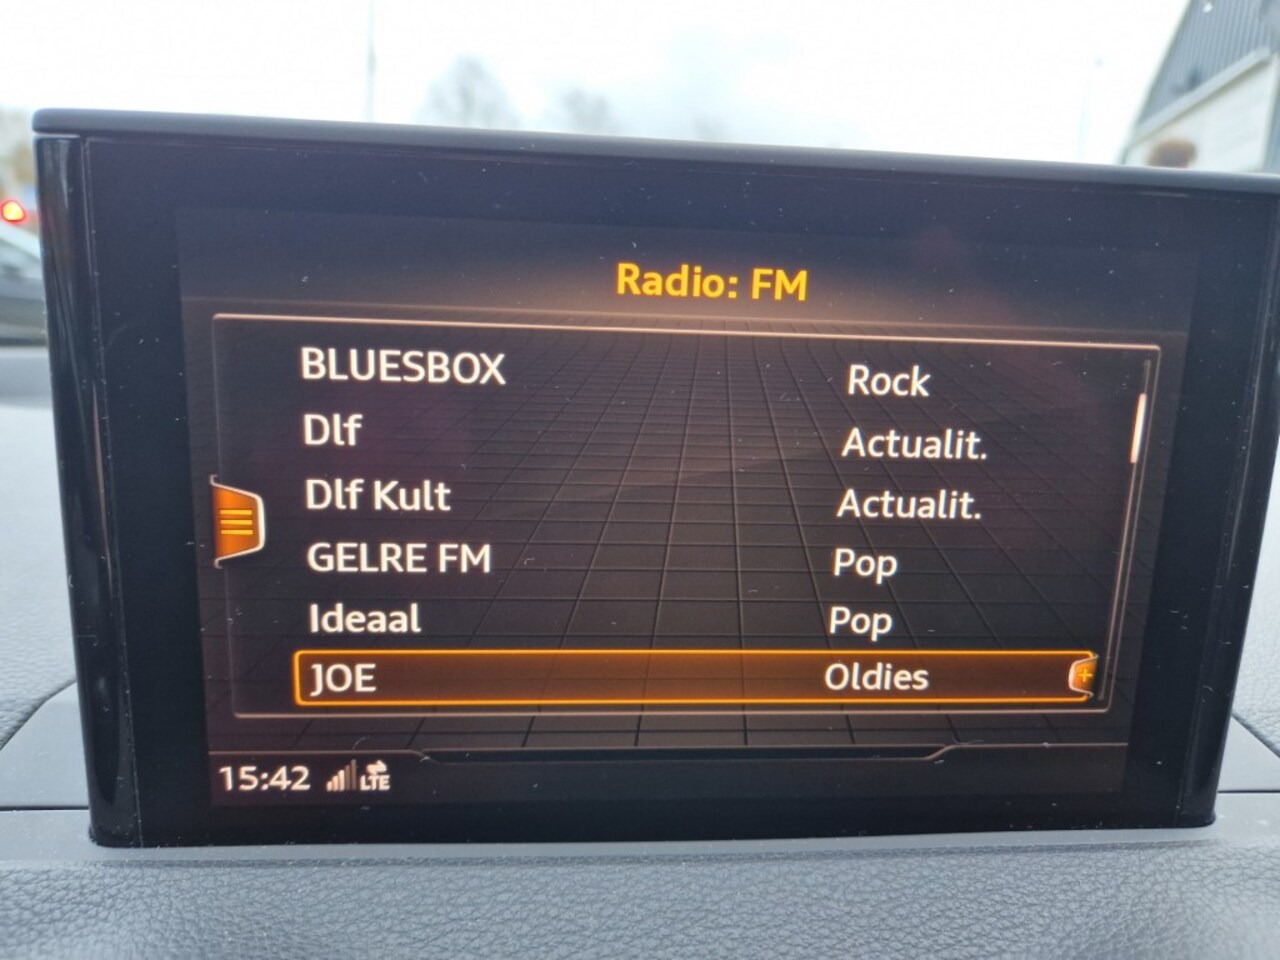 Radio: FM
BLUESBOX Rock
Dlf Actualit.
Dlf Kult Actualit.
GELRE FM Pop
Ideaal Pop
JOE Oldies
15:42 LTE